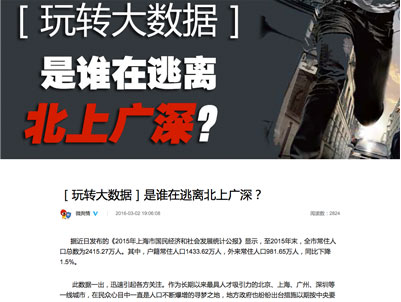 [玩转大数据]
是谁在逃离
北上广深?
[玩转大数据]是谁在逃离北上广深？
微舆情
2016-03-02 19:06:08
阅读数：2824
据近日发布的《2015年上海市国民经济和社会发展统计公报》显示，至2015年末，全市常住人
口总数为2415.27万人。其中，户籍常住人口1433.62万人，外来常住人口981.65万人，同比下降
1.5%。
此数据一出，迅速引起各方关注。作为长期以来最具人才吸引力的北京、上海、广州、深圳等
一线城市，在民众心目中一直是人口不断爆增的寻梦之地，地方政府也纷纷出台措施以期按中央要